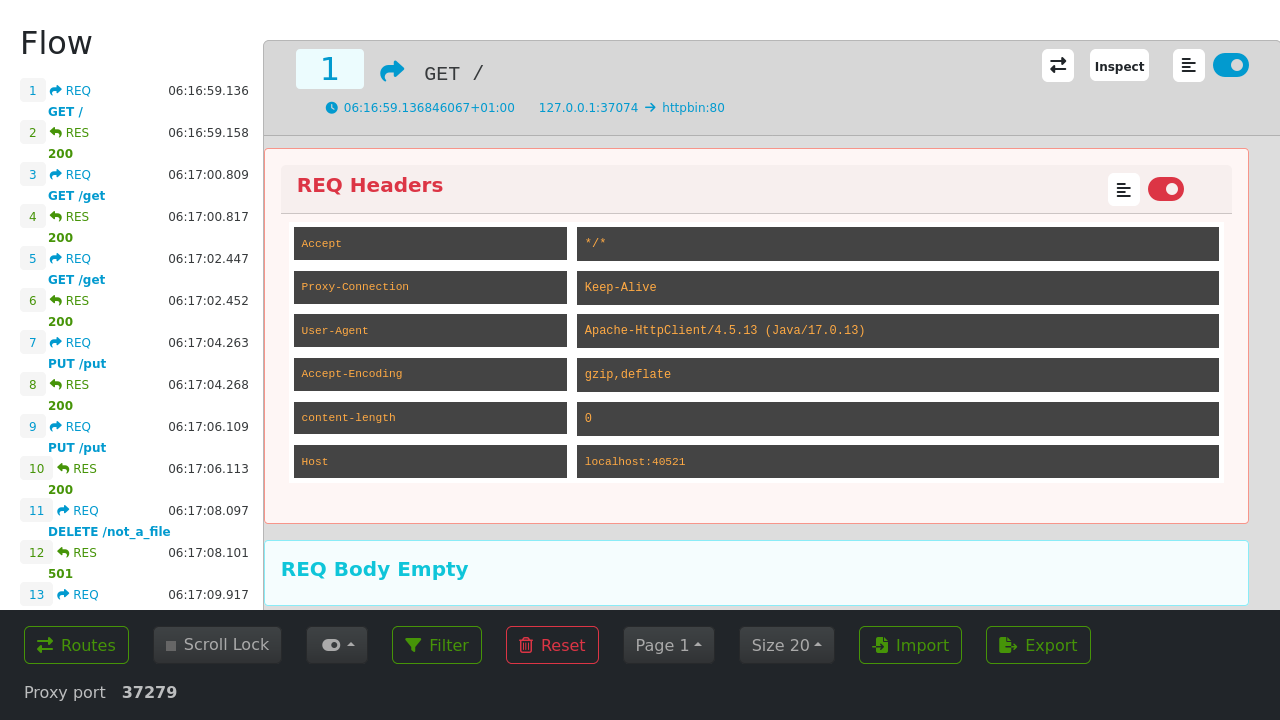 Flow
1 REQ 06:16:59.136
GET /
2 RES 06:16:59.158
200
3 REQ 06:17:00.809
GET /get
4 RES 06:17:00.817
200
5 REQ 06:17:02.447
GET /get
6 RES 06:17:02.452
200
7 REQ 06:17:04.263
PUT /put
8 RES 06:17:04.268
200
9 REQ 06:17:06.109
PUT /put
10 RES 06:17:06.113
200
11 REQ 06:17:08.097
DELETE /not_a_file
12 RES 06:17:08.101
501
13 REQ 06:17:09.917
1 GET / Inspect
06:16:59.136846067+01:00 127.0.0.1:37074 httpbin:80
REQ Headers
Accept */*
Proxy-Connection Keep-Alive
User-Agent Apache-HttpClient/4.5.13 (Java/17.0.13)
Accept-Encoding gzip,deflate
content-length 0
Host localhost:40521
REQ Body Empty
Routes Scroll Lock Filter Reset Page 1 Size 20 Import Export
Proxy port 37279